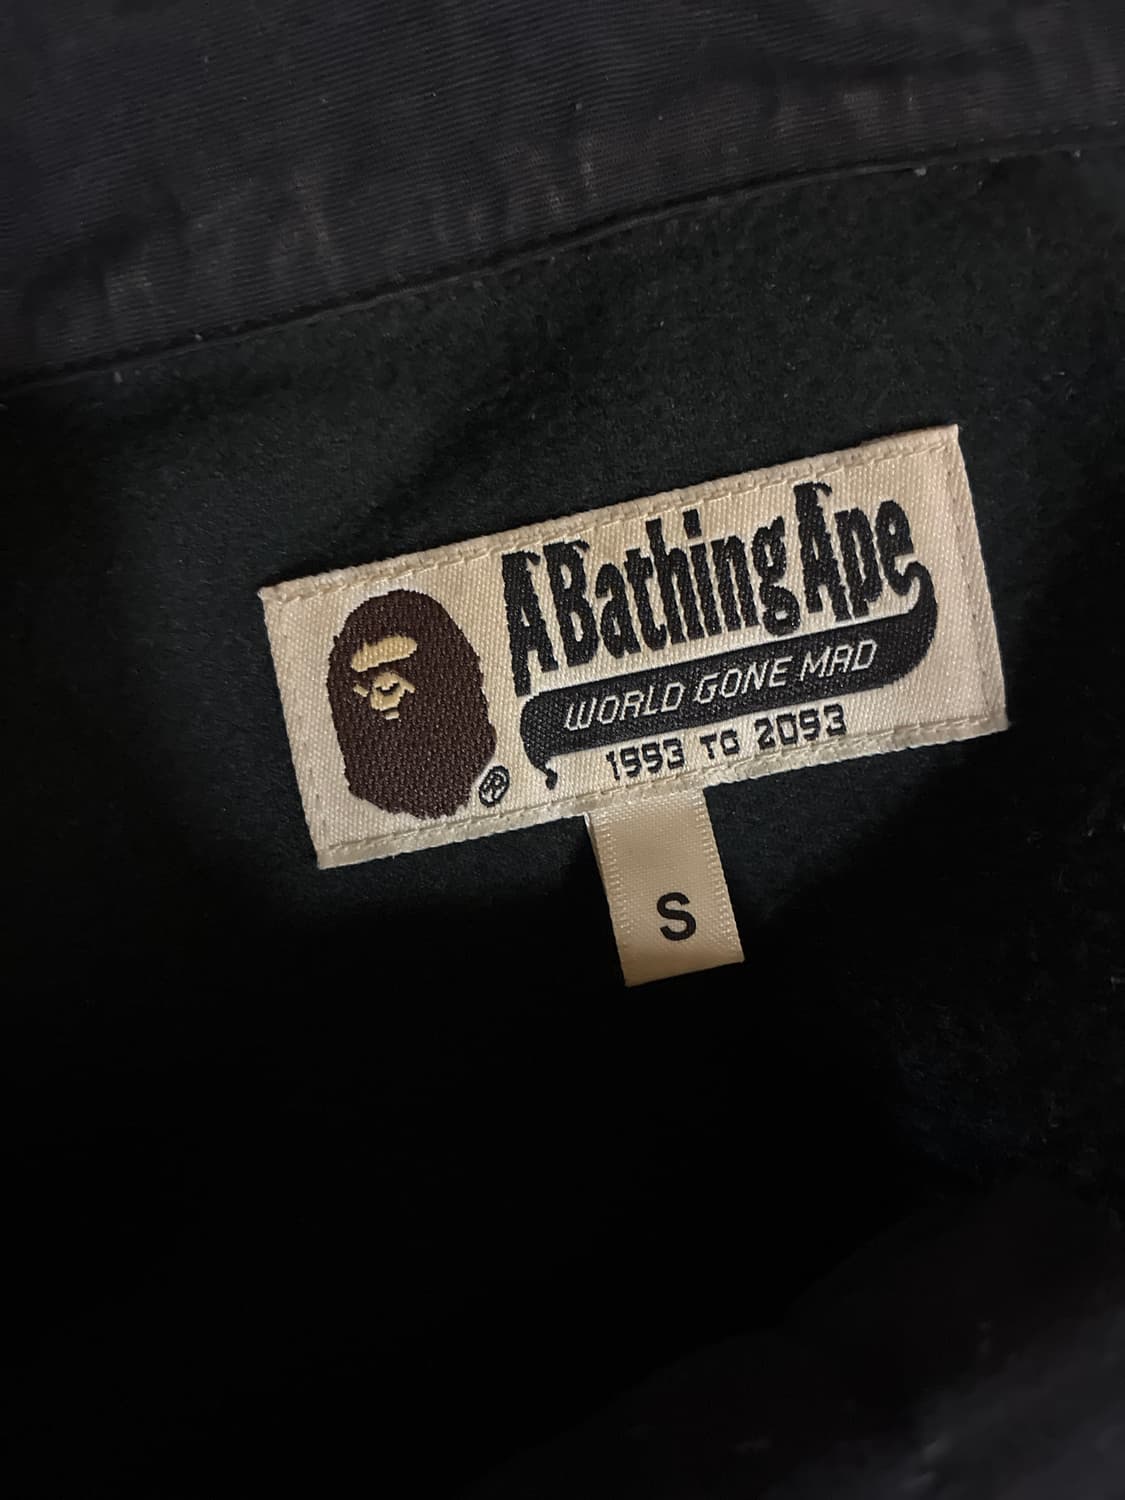 A Bathing Ape
WORLD GONE MAD
1993 TO 2093
®
S